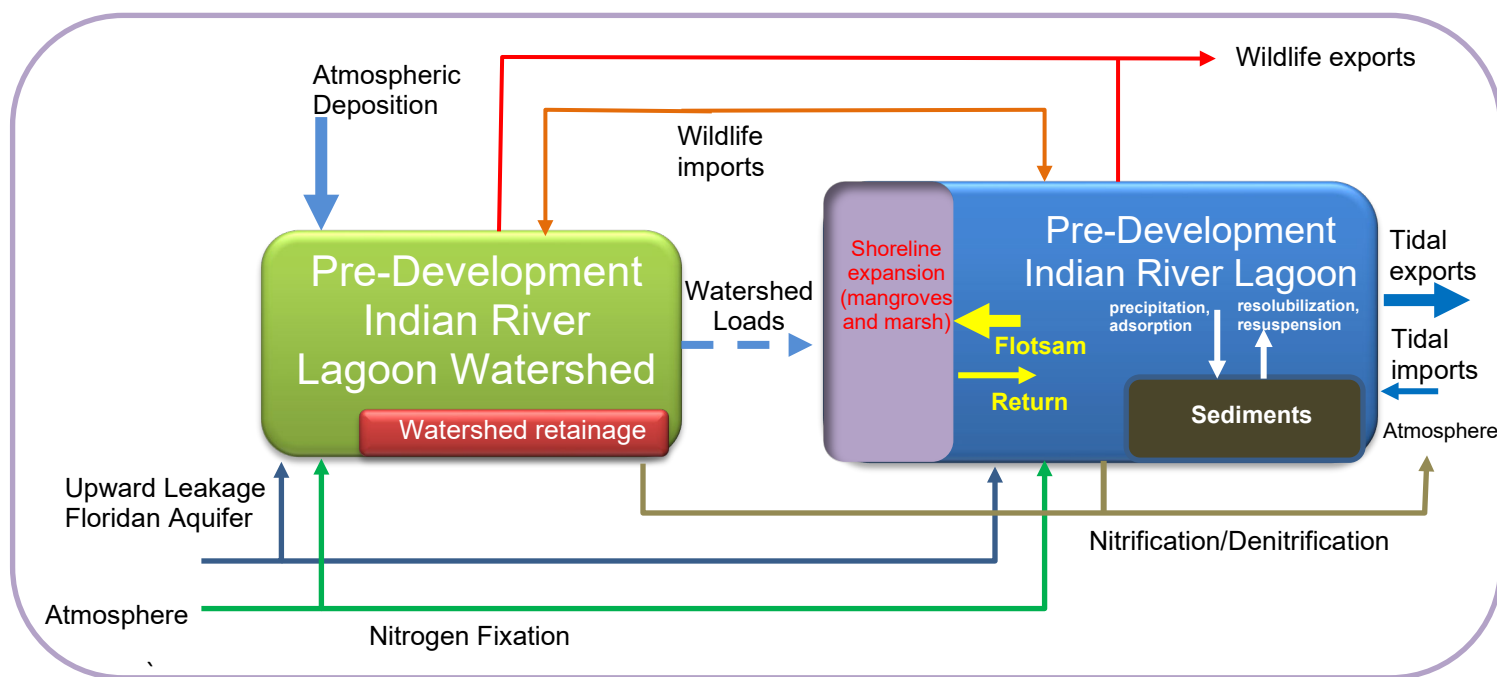 Atmospheric
Deposition
Wildlife exports
Wildlife
imports
Pre-Development
Indian River
Lagoon Watershed
Watershed retainage
Watershed
Loads
Shoreline
expansion
(mangroves
and marsh)
Pre-Development
Indian River Lagoon
precipitation,
adsorption
resolubilization,
resuspension
Flotsam
Return
Sediments
Tidal
exports
Tidal
imports
Atmosphere
Upward Leakage
Floridan Aquifer
Nitrification/Denitrification
Atmosphere
Nitrogen Fixation
`